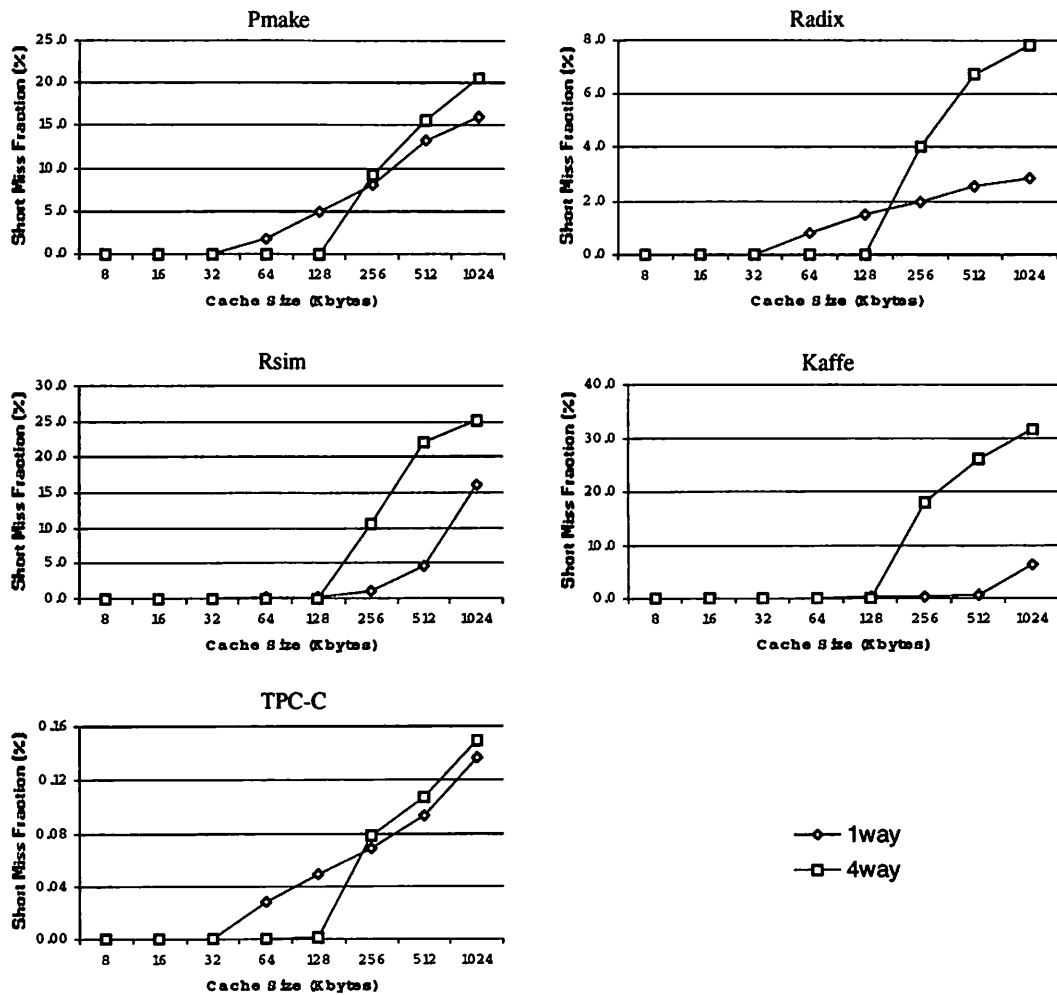 Pmake
Short Miss Fraction (%)
25.0
20.0
15.0
10.0
5.0
0.0
8 16 32 64 128 256 512 1024
Cache Size (Kbytes)
Radix
Short Miss Fraction (%)
8.0
6.0
4.0
2.0
0.0
8 16 32 64 128 256 512 1024
Cache Size (Kbytes)
Rsim
Short Miss Fraction (%)
30.0
25.0
20.0
15.0
10.0
5.0
0.0
8 16 32 64 128 256 512 1024
Cache Size (Kbytes)
Kaffe
Short Miss Fraction (%)
40.0
30.0
20.0
10.0
0.0
8 16 32 64 128 256 512 1024
Cache Size (Kbytes)
TPC-C
Short Miss Fraction (%)
0.16
0.12
0.08
0.04
0.00
8 16 32 64 128 256 512 1024
Cache Size (Kbytes)
1way
4way